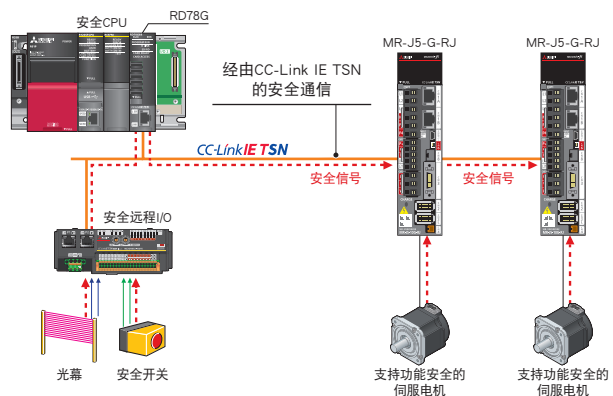 安全CPU
RD78G
MR-J5-G-RJ
MR-J5-G-RJ
经由CC-Link IE TSN
的安全通信
CC-Link IE TSN
安全信号
安全信号
安全远程I/O
光幕
安全开关
支持功能安全的
伺服电机
支持功能安全的
伺服电机